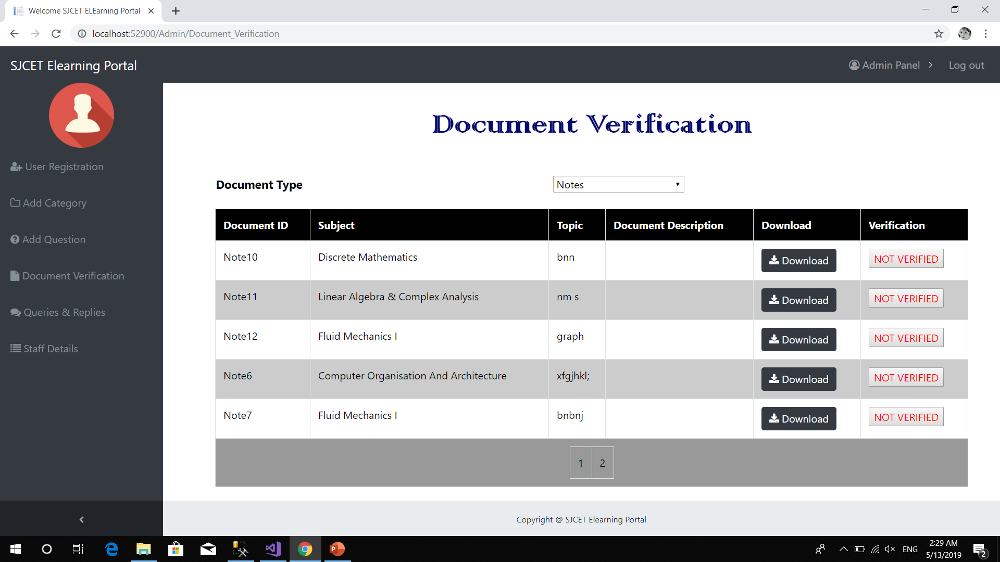 Welcome SJCET ELEarning Portal
localhost:52900/Admin/Document_Verification
SJCET Elearning Portal
Admin Panel
Log out
User Registration
Add Category
Add Question
Document Verification
Queries & Replies
Staff Details
Document Verification
Document Type
Notes
Document ID Subject Topic Document Description Download Verification
Note10 Discrete Mathematics bnn Download NOT VERIFIED
Note11 Linear Algebra & Complex Analysis nm s Download NOT VERIFIED
Note12 Fluid Mechanics I graph Download NOT VERIFIED
Note6 Computer Organisation And Architecture xfgjhkl; Download NOT VERIFIED
Note7 Fluid Mechanics I bnbnj Download NOT VERIFIED
1 2
Copyright @ SJCET Elearning Portal
ENG
2:29 AM
5/13/2019
2